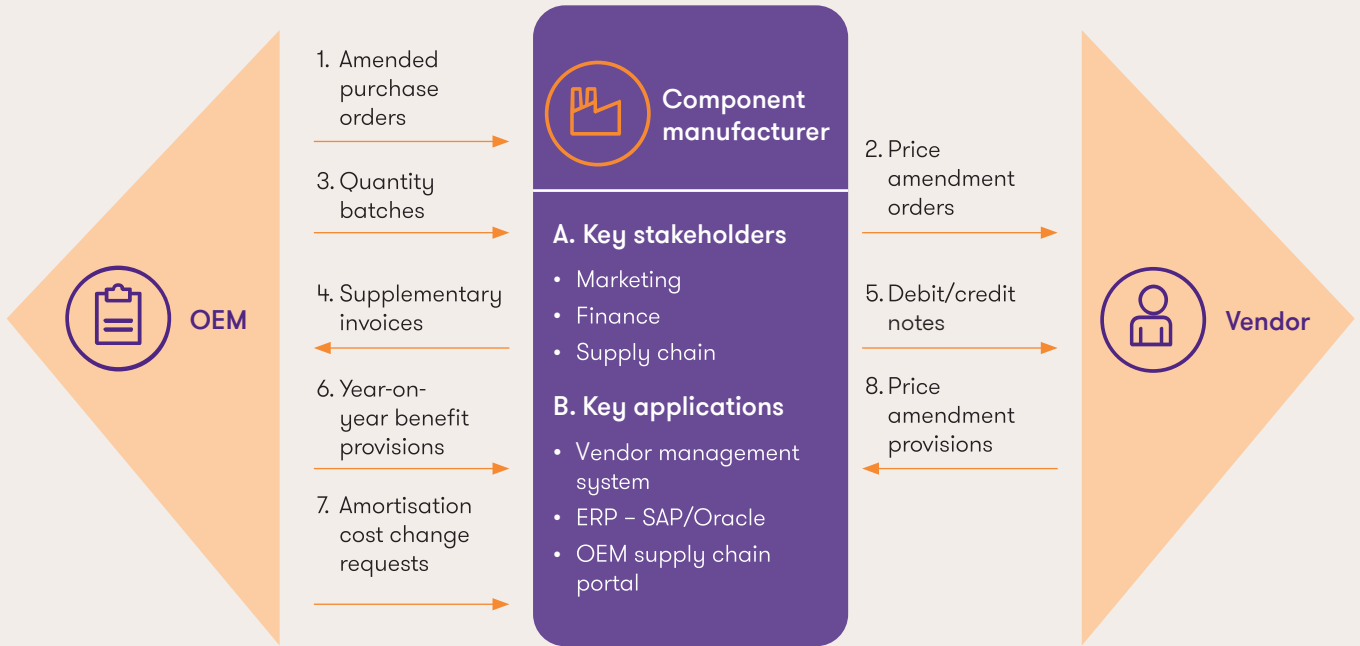 OEM
1. Amended
purchase
orders
3. Quantity
batches
4. Supplementary
invoices
6. Year-on-
year benefit
provisions
7. Amortisation
cost change
requests
Component
manufacturer
A. Key stakeholders
• Marketing
• Finance
• Supply chain
B. Key applications
• Vendor management
system
• ERP – SAP/Oracle
• OEM supply chain
portal
2. Price
amendment
orders
5. Debit/credit
notes
8. Price
amendment
provisions
Vendor